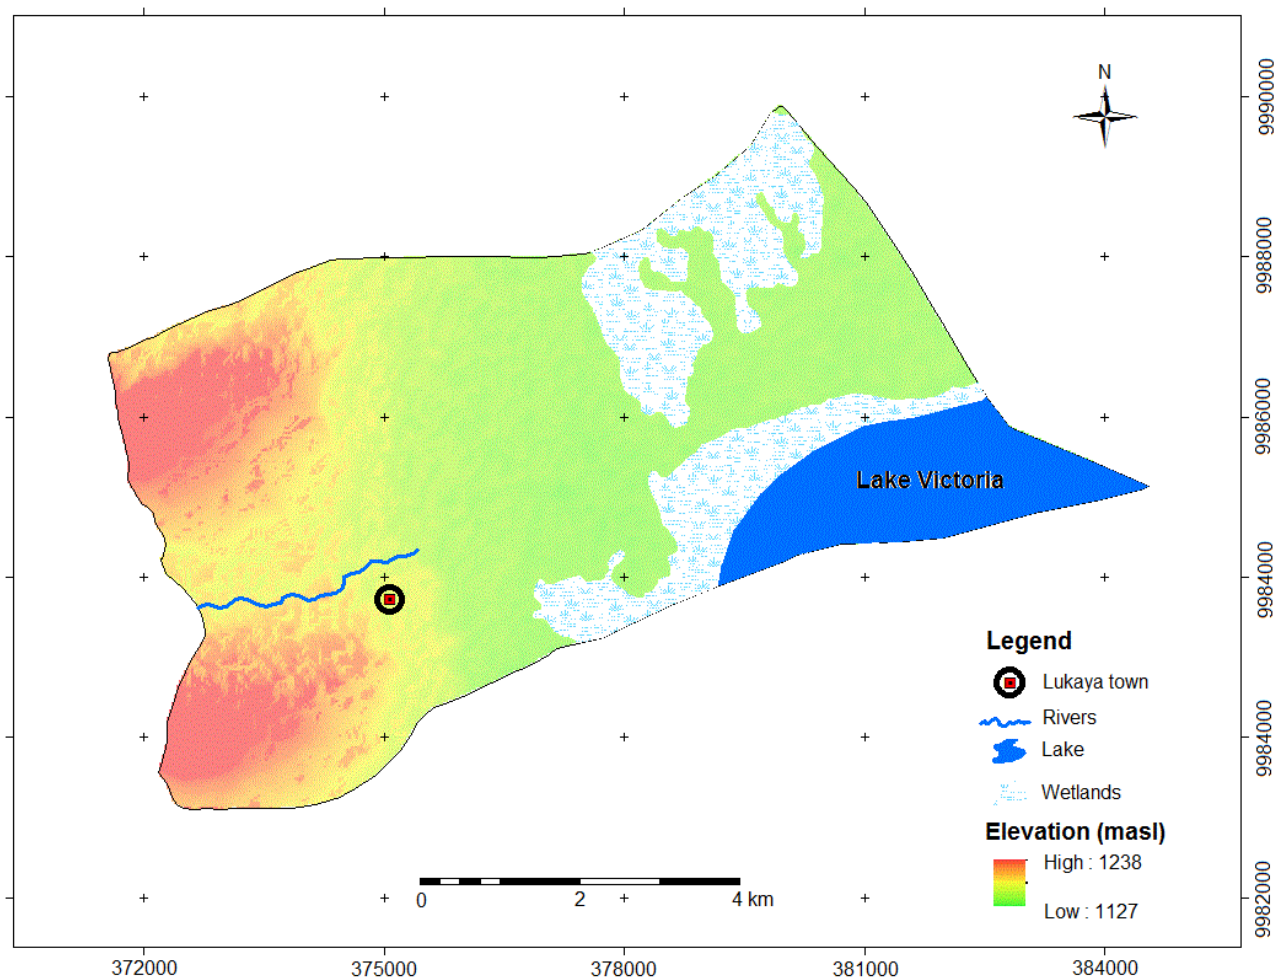 N
Lake Victoria
Legend
Lukaya town
Rivers
Lake
Wetlands
Elevation (masl)
High : 1238
Low : 1127
0 2 4 km
372000 375000 378000 381000 384000
9990000
9988000
9986000
9984000
9984000
9982000